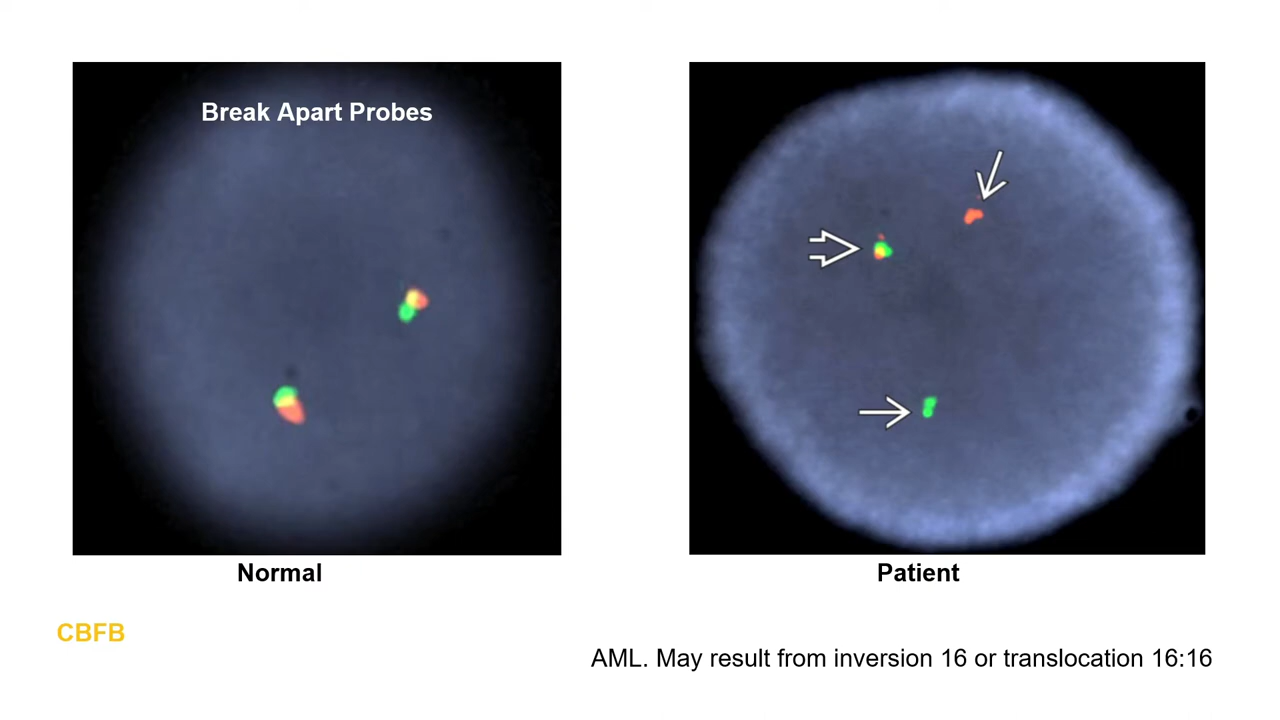 Break Apart Probes
Normal
Patient
CBFB
AML. May result from inversion 16 or translocation 16:16